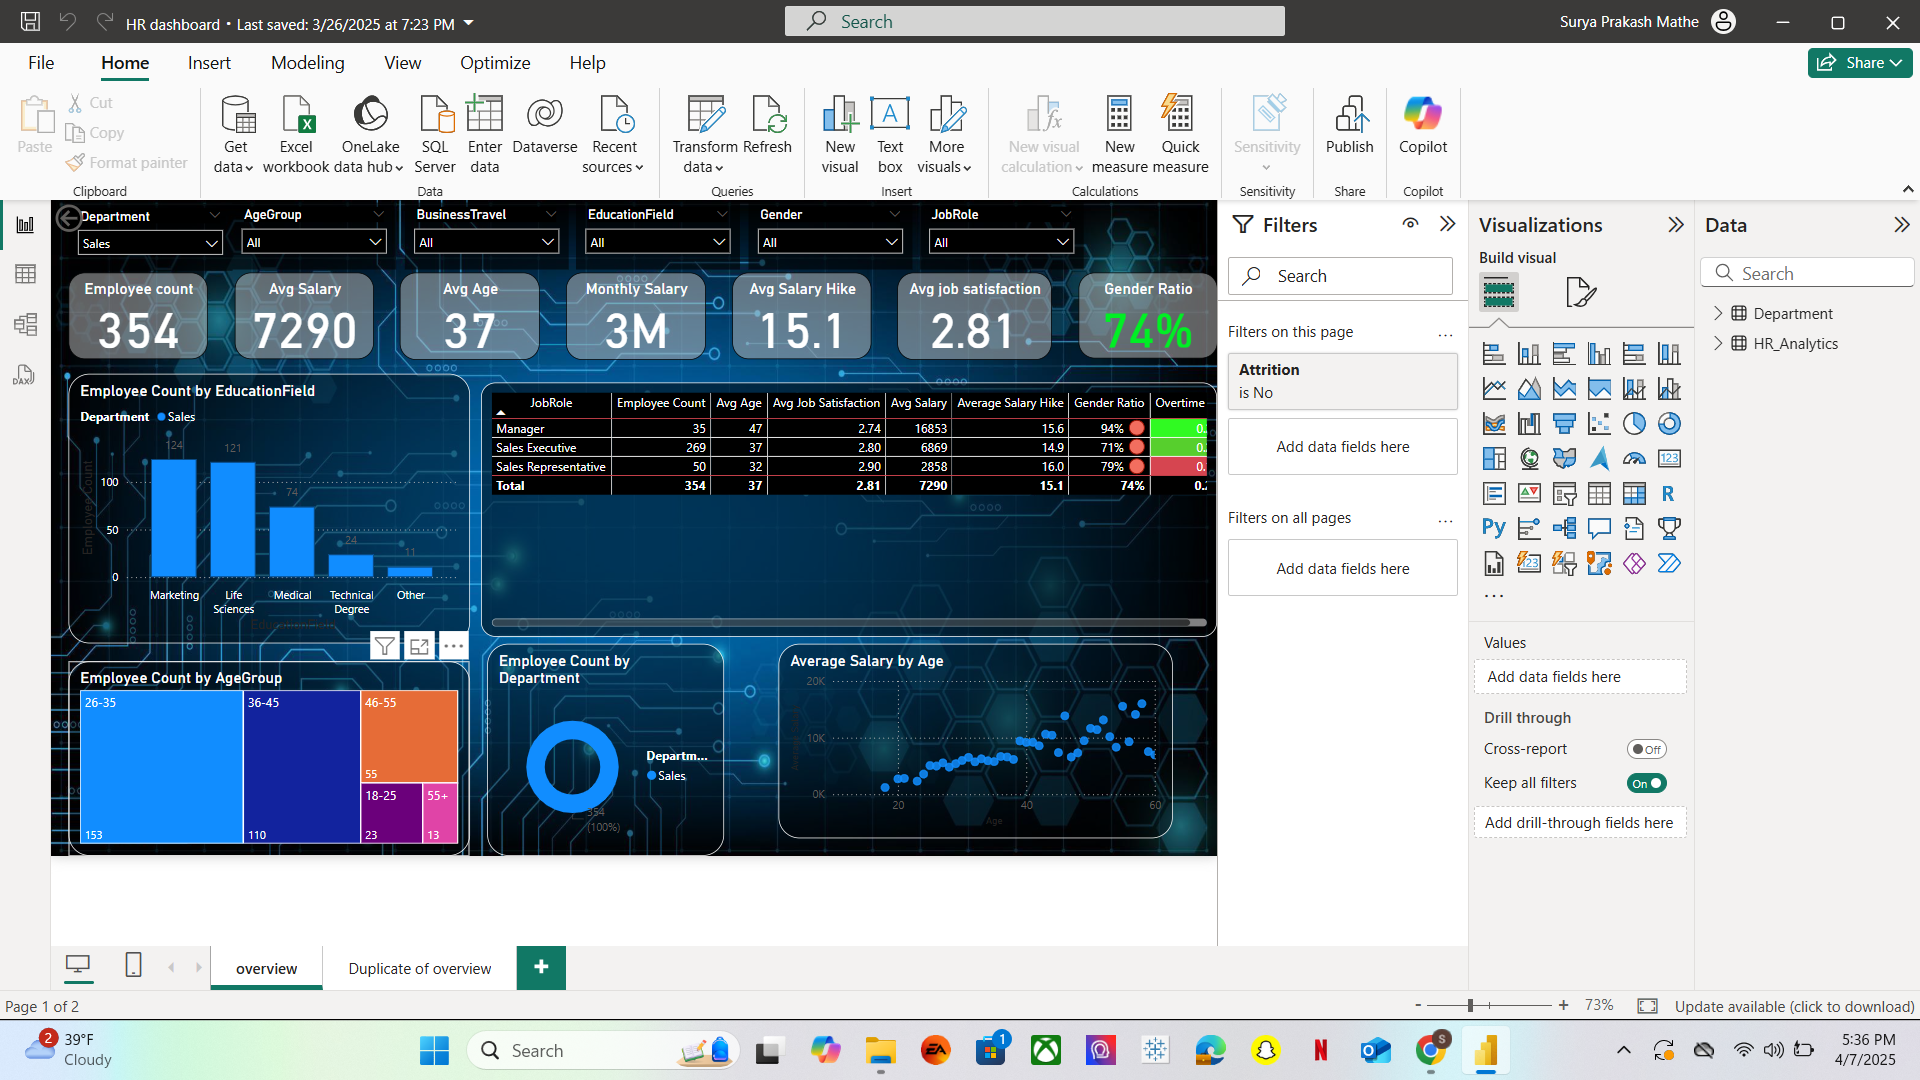 HR dashboard • Last saved: 3/26/2025 at 7:23 PM
Search
Surya Prakash Mathe
File Home Insert Modeling View Optimize Help
Share
Paste
Cut
Copy
Format painter
Clipboard
Get data
Excel workbook
OneLake data hub
SQL Server
Enter data
Dataverse
Recent sources
Data
Transform data
Refresh
Queries
New visual
Text box
More visuals
Insert
New visual calculation
New measure
Quick measure
Calculations
Sensitivity
Sensitivity
Publish
Share
Copilot
Copilot
DAX
Department AgeGroup BusinessTravel EducationField Gender JobRole
Sales All All All All All
Employee count
354
Avg Salary
7290
Avg Age
37
Monthly Salary
3M
Avg Salary Hike
15.1
Avg job satisfaction
2.81
Gender Ratio
74%
Employee Count by EducationField
Department Sales
Employee Count
100
50
0
124
121
74
24
11
Marketing
Life Sciences
Medical
Technical Degree
Other
EducationField
JobRole Employee Count Avg Age Avg Job Satisfaction Avg Salary Average Salary Hike Gender Ratio Overtime
Manager 35 47 2.74 16853 15.6 94% 0.
Sales Executive 269 37 2.80 6869 14.9 71% 0.
Sales Representative 50 32 2.90 2858 16.0 79% 0.
Total 354 37 2.81 7290 15.1 74% 0.
Employee Count by AgeGroup
26-35
153
36-45
110
46-55
55
18-25
23
55+
13
Employee Count by Department
Departm...
Sales
354
(100%)
Average Salary by Age
20K
10K
0K
20 40 60
Age
Filters
Search
Filters on this page ...
Attrition
is No
Add data fields here
Filters on all pages ...
Add data fields here
Visualizations
Build visual
123
R
Py
123
...
Values
Add data fields here
Drill through
Cross-report Off
Keep all filters On
Add drill-through fields here
Data
Search
Department
HR_Analytics
overview
Duplicate of overview
+
Page 1 of 2
- + 73%
Update available (click to download)
2
39°F
Cloudy
Search
EA
1
N
S
5:36 PM
4/7/2025